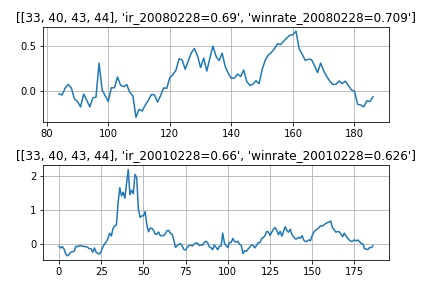 [[33, 40, 43, 44], 'ir_20080228=0.69', 'winrate_20080228=0.709']
0.5
0.0
80 100 120 140 160 180
[[33, 40, 43, 44], 'ir_20010228=0.66', 'winrate_20010228=0.626']
2
1
0
0 25 50 75 100 125 150 175